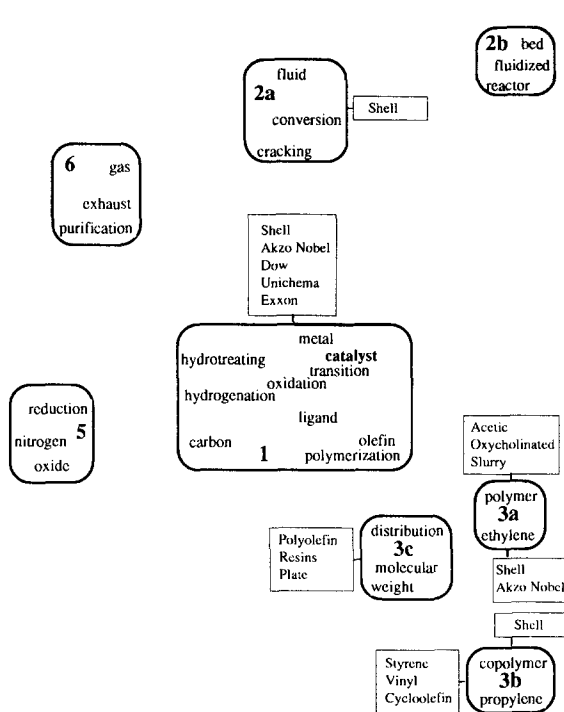 2b bed
fluidized
reactor
fluid
2a
conversion
cracking
Shell
6 gas
exhaust
purification
Shell
Akzo Nobel
Dow
Unichema
Exxon
metal
hydrotreating catalyst
transition
oxidation
hydrogenation
ligand
carbon olefin
1 polymerization
reduction
nitrogen 5
oxide
Acetic
Oxycholinated
Slurry
polymer
3a
ethylene
Shell
Akzo Nobel
distribution
3c
molecular
weight
Polyolefin
Resins
Plate
Shell
copolymer
3b
propylene
Styrene
Vinyl
Cycloolefin